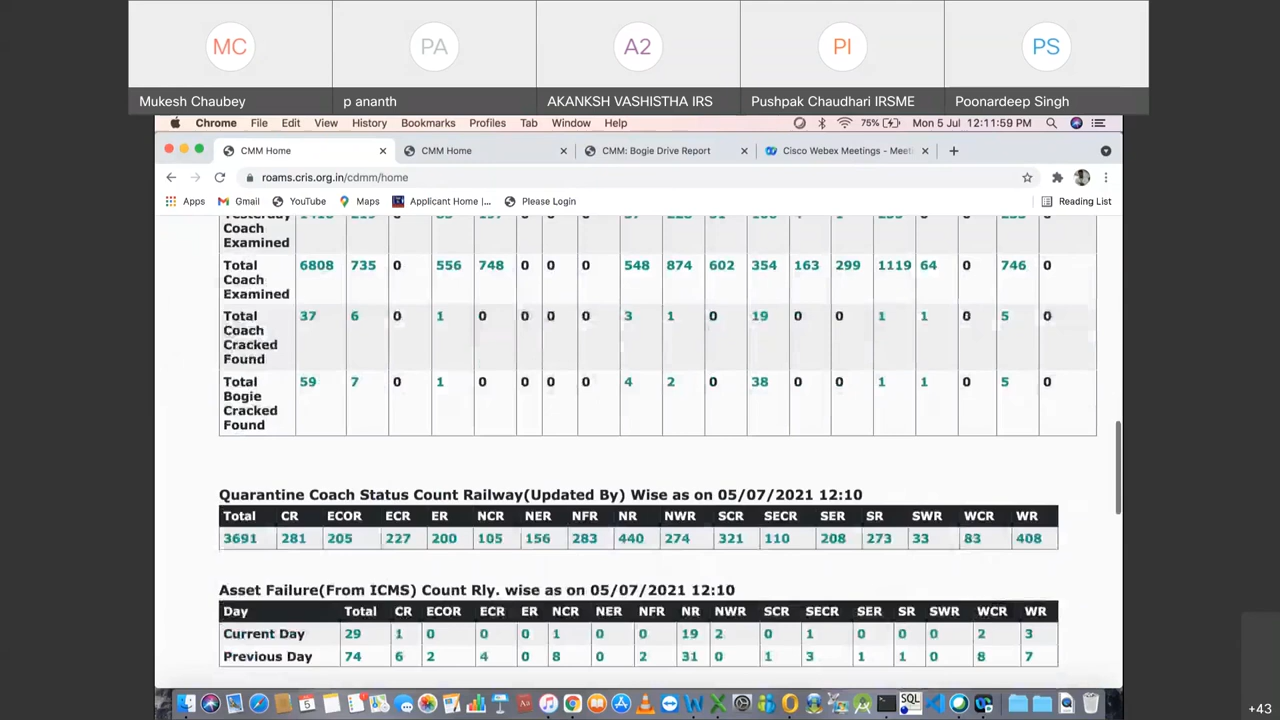 MC PA A2 PI PS
Mukesh Chaubey p ananth AKANKSH VASHISTHA IRS Pushpak Chaudhari IRSME Poonardeep Singh
Chrome File Edit View History Bookmarks Profiles Tab Window Help 75% Mon 5 Jul 12:11:59 PM
CMM Home CMM Home CMM: Bogie Drive Report Cisco Webex Meetings - Meeti
roams.cris.org.in/cdmm/home
Apps Gmail YouTube Maps Applicant Home |... Please Login Reading List
Yesterday
Coach
Examined
Total
Coach
Examined
6808 735 0 556 748 0 0 0 548 874 602 354 163 299 1119 64 0 746 0
Total
Coach
Cracked
Found
37 6 0 1 0 0 0 0 3 1 0 19 0 0 1 1 0 5 0
Total
Bogie
Cracked
Found
59 7 0 1 0 0 0 0 4 2 0 38 0 0 1 1 0 5 0
Quarantine Coach Status Count Railway(Updated By) Wise as on 05/07/2021 12:10
Total CR ECOR ECR ER NCR NER NFR NR NWR SCR SECR SER SR SWR WCR WR
3691 281 205 227 200 105 156 283 440 274 321 110 208 273 33 83 408
Asset Failure(From ICMS) Count Rly. wise as on 05/07/2021 12:10
Day Total CR ECOR ECR ER NCR NER NFR NR NWR SCR SECR SER SR SWR WCR WR
Current Day 29 1 0 0 0 1 0 0 19 2 0 1 0 0 0 2 3
Previous Day 74 6 2 4 0 8 0 2 31 0 1 3 1 1 0 8 7
+43